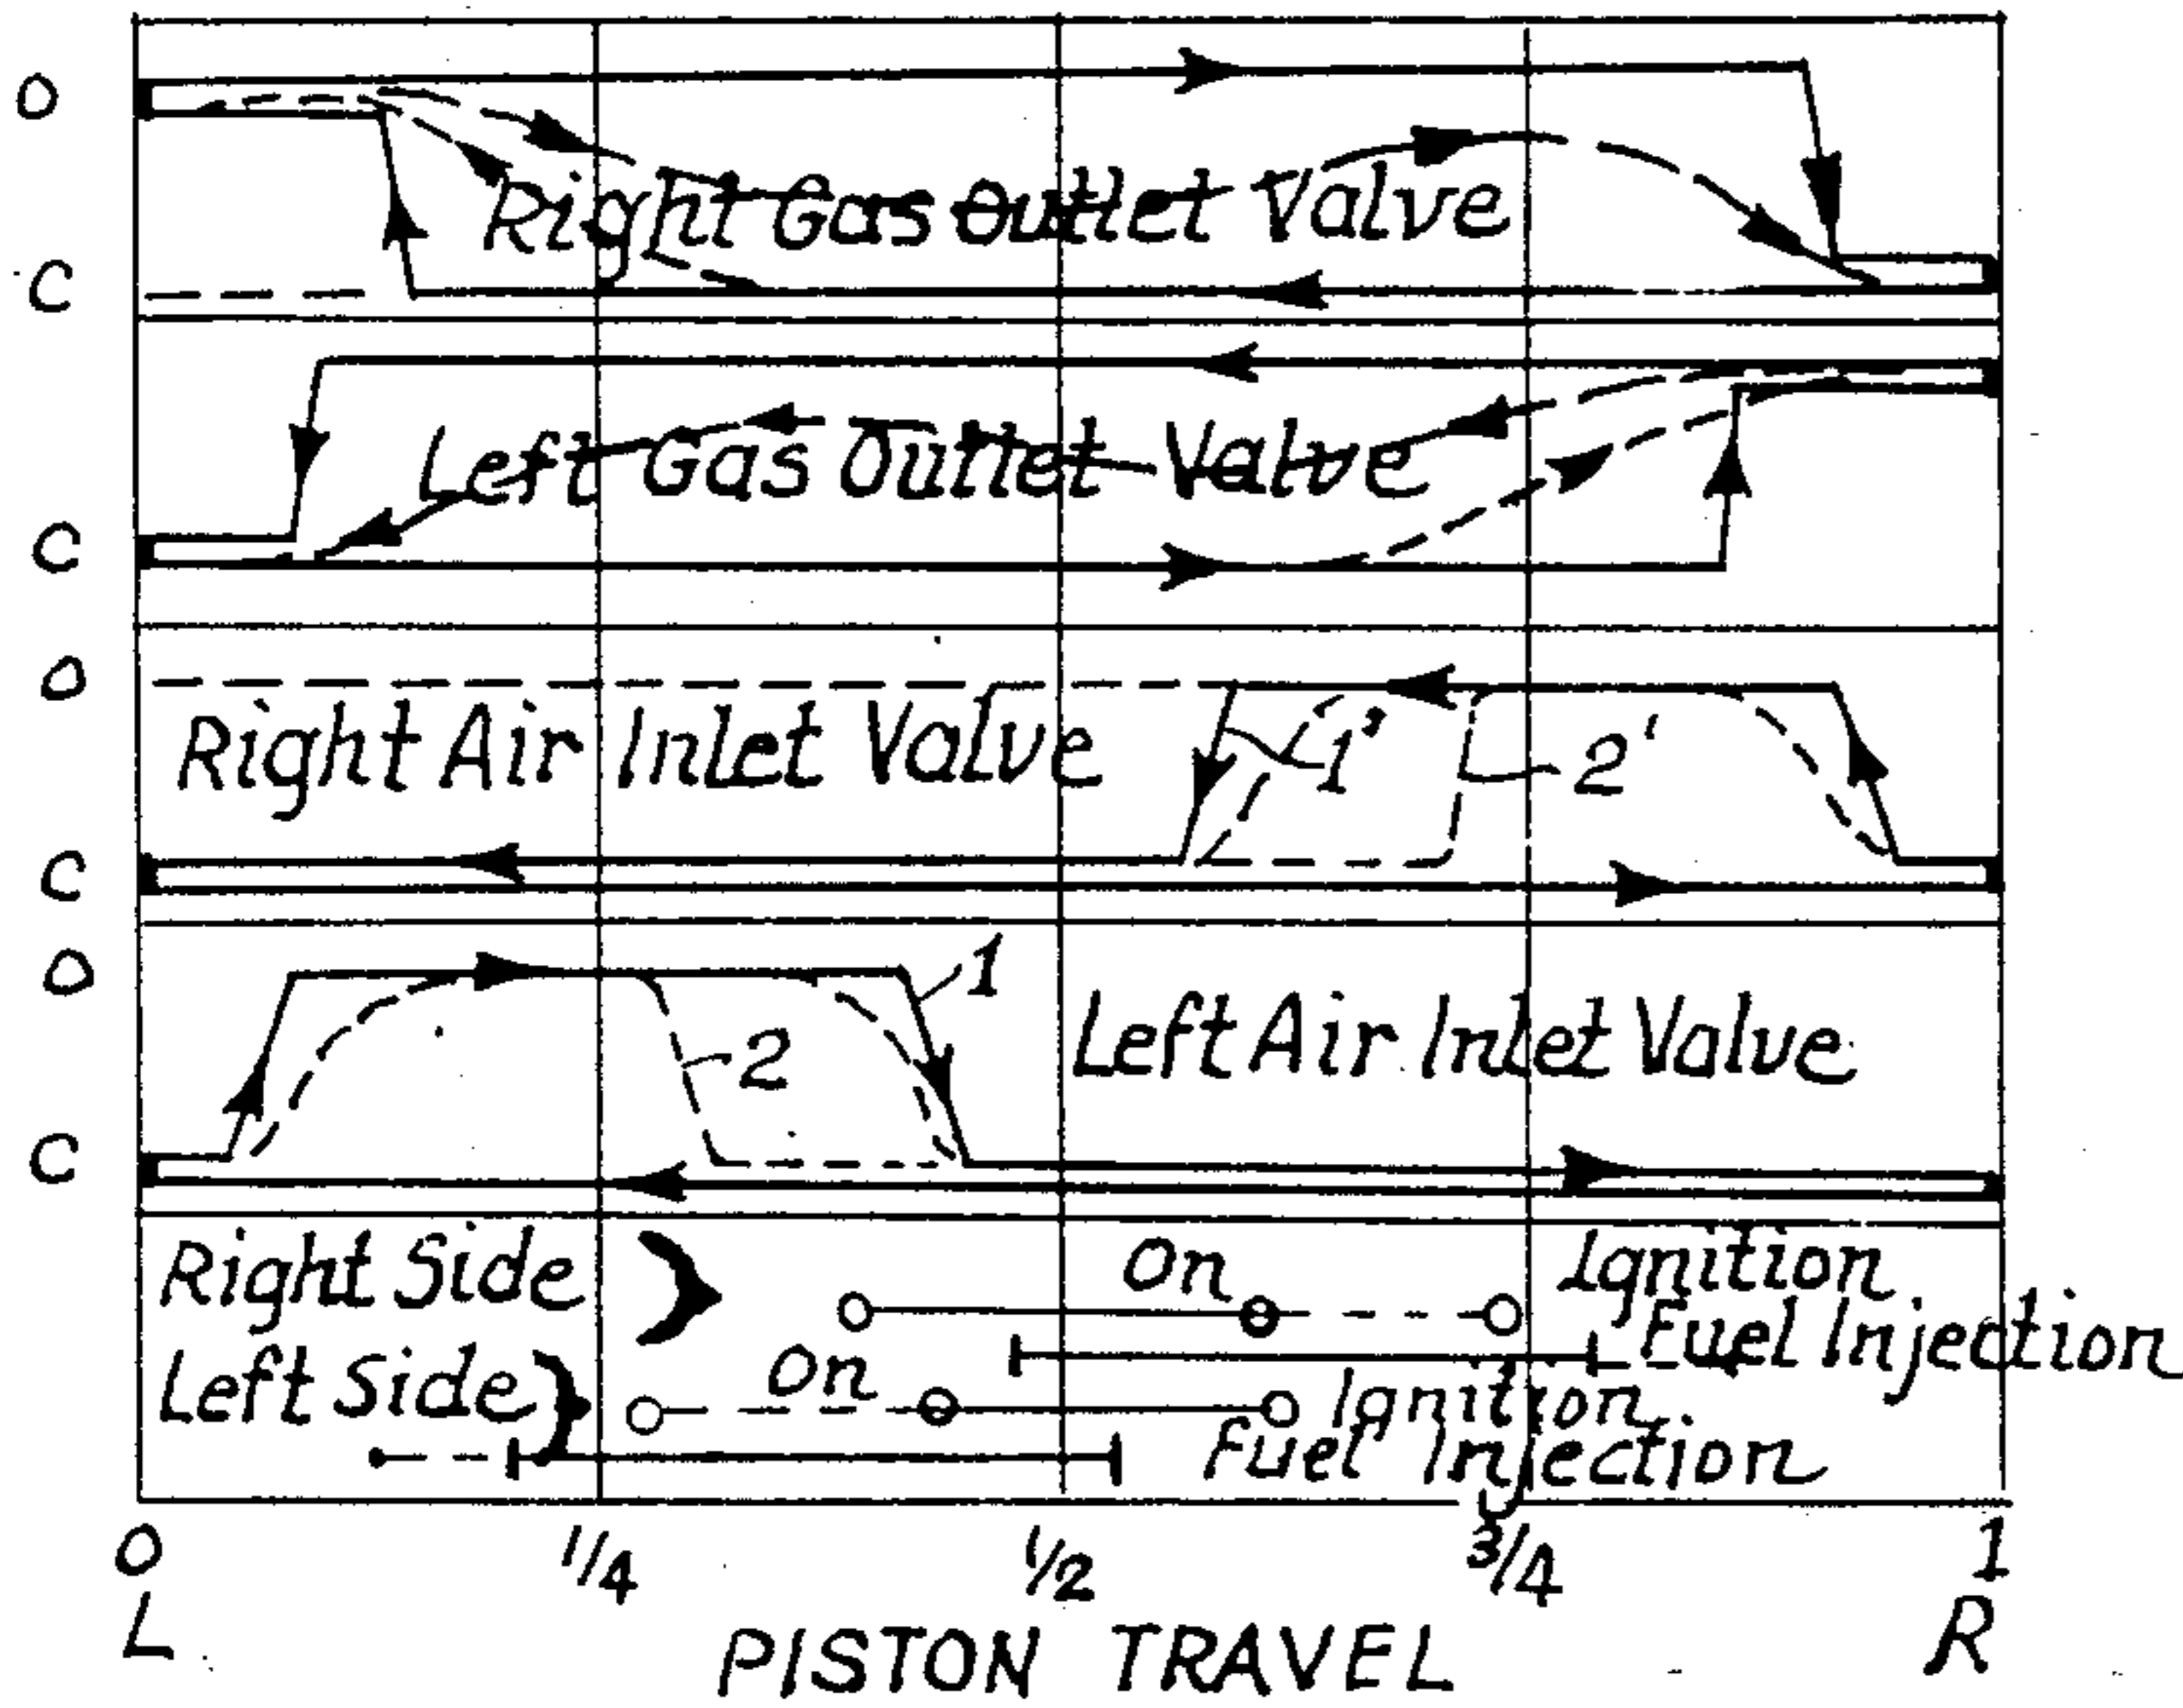 O
Right Gas Outlet Valve
C
Left Gas Outlet Valve
C
O
1' 2'
Right Air Inlet Valve
C
O
1
2
Left Air Inlet Valve
C
Right Side On Ignition
Fuel Injection
Left Side On Ignition
Fuel Injection
0 1/4 1/2 3/4 1
L R
PISTON TRAVEL